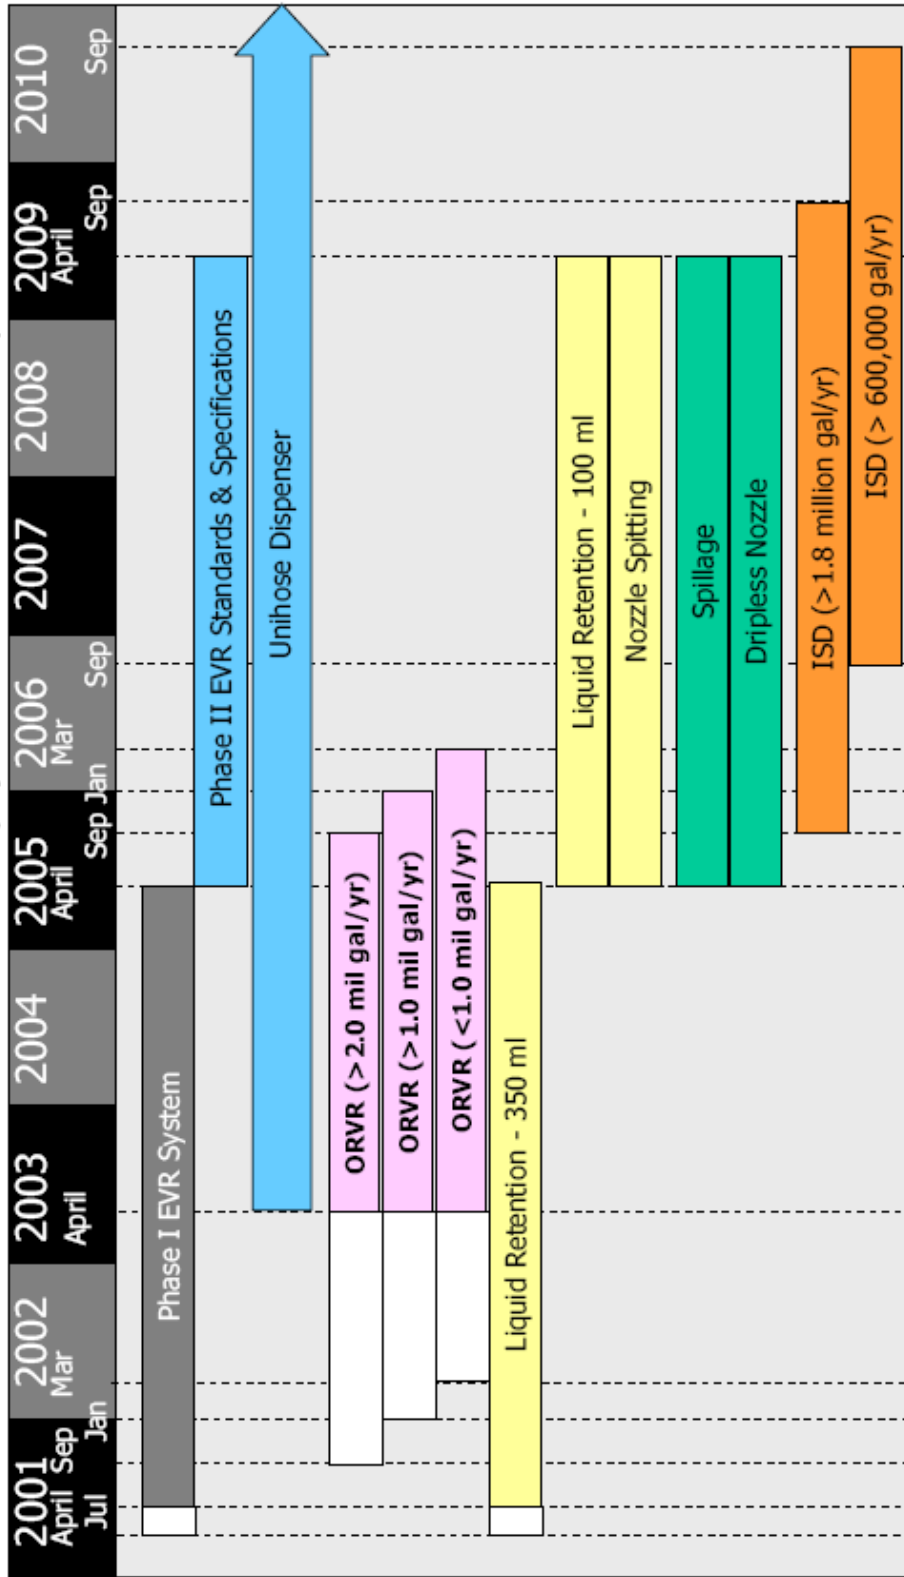 2001
April
Jul
Sep
Jan
2002
Mar
2003
April
2004
2005
April
Sep
Jan
2006
Mar
Sep
2007
2008
2009
April
Sep
2010
Sep
Phase I EVR System
Phase II EVR Standards & Specifications
Unihose Dispenser
ORVR (>2.0 mil gal/yr)
ORVR (>1.0 mil gal/yr)
ORVR (<1.0 mil gal/yr)
Liquid Retention - 350 ml
Liquid Retention - 100 ml
Nozzle Spitting
Spillage
Dripless Nozzle
ISD (>1.8 million gal/yr)
ISD (> 600,000 gal/yr)